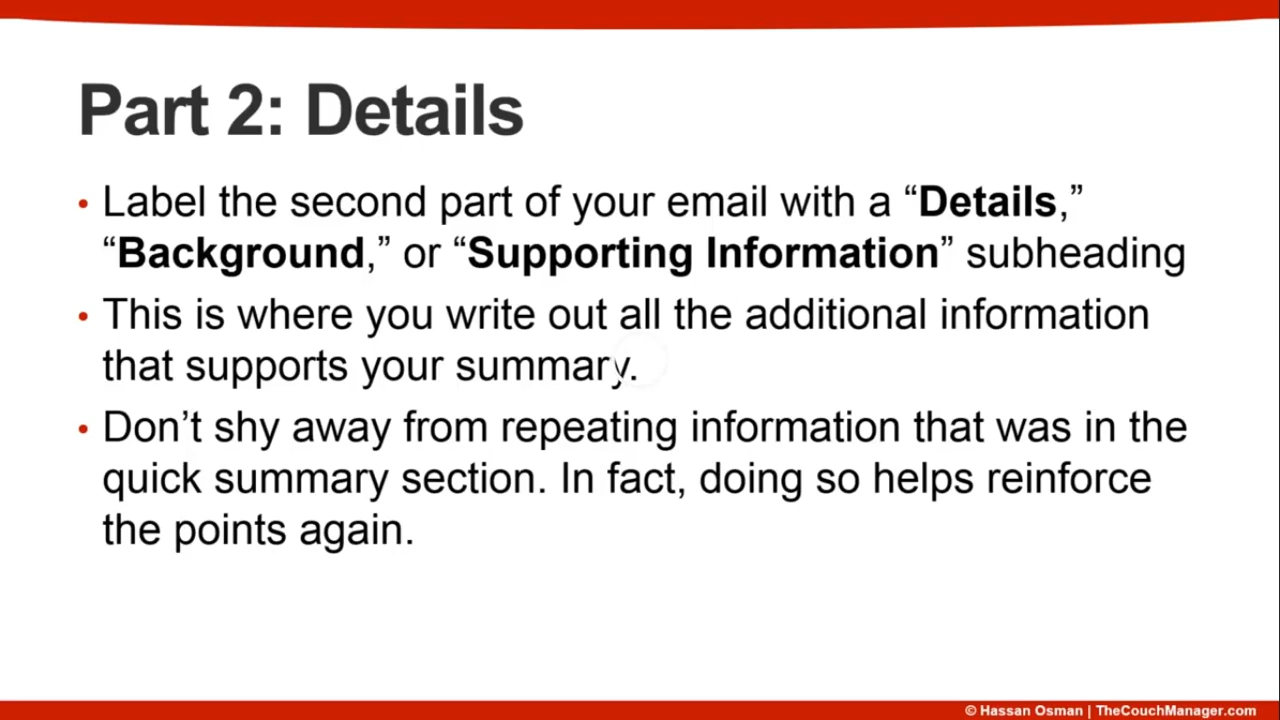 Part 2: Details
• Label the second part of your email with a “Details,”
“Background,” or “Supporting Information” subheading
• This is where you write out all the additional information
that supports your summary.
• Don’t shy away from repeating information that was in the
quick summary section. In fact, doing so helps reinforce
the points again.
© Hassan Osman | TheCouchManager.com